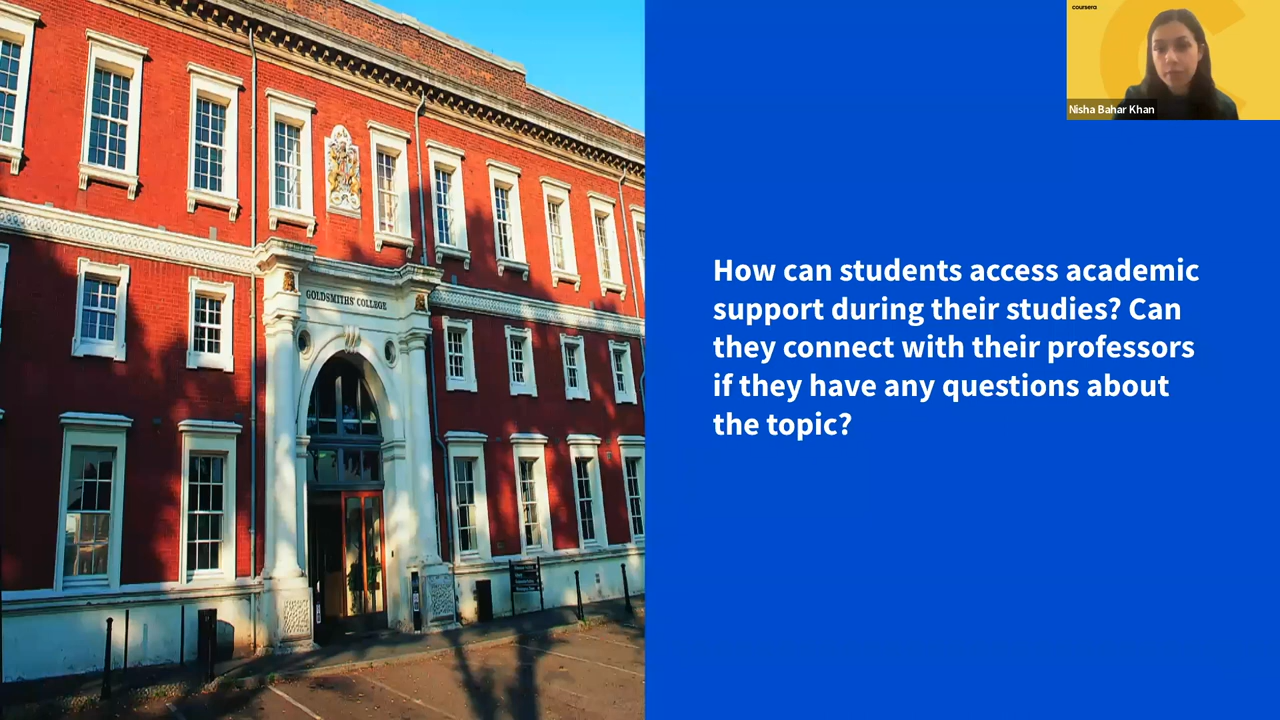 coursera
Nisha Bahar Khan
GOLDSMITHS' COLLEGE
How can students access academic
support during their studies? Can
they connect with their professors
if they have any questions about
the topic?